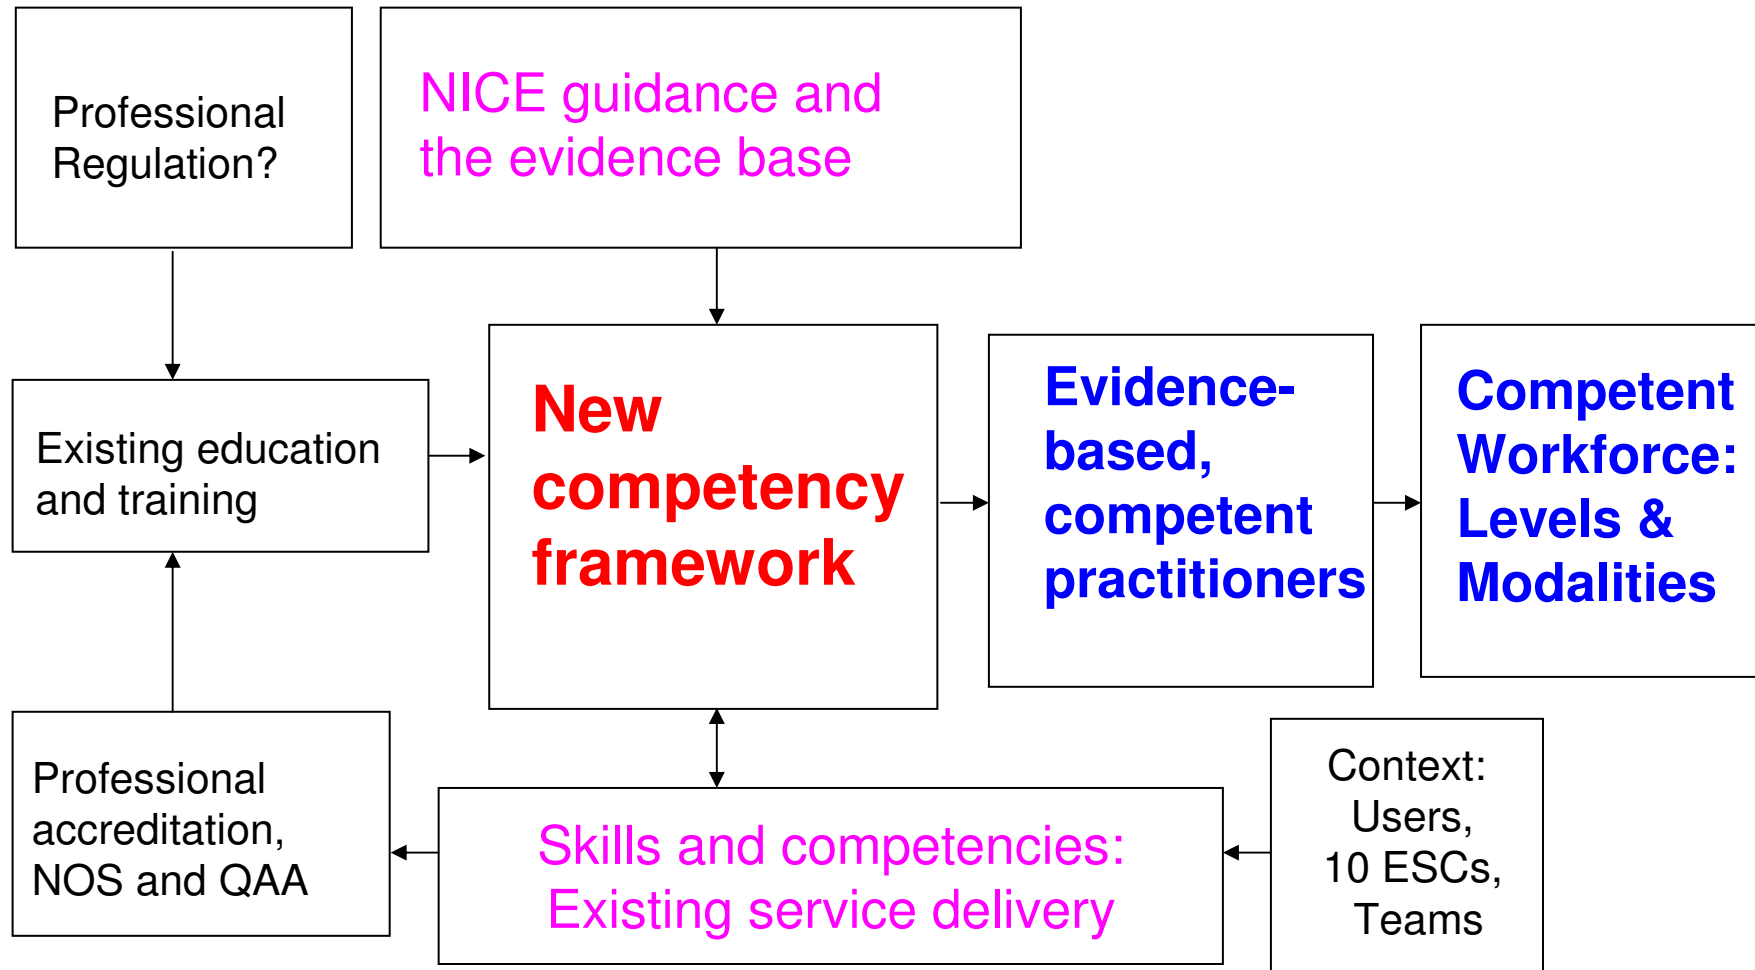 Professional
Regulation?
NICE guidance and
the evidence base
Existing education
and training
New
competency
framework
Evidence-
based,
competent
practitioners
Competent
Workforce:
Levels &
Modalities
Professional
accreditation,
NOS and QAA
Skills and competencies:
Existing service delivery
Context:
Users,
10 ESCs,
Teams